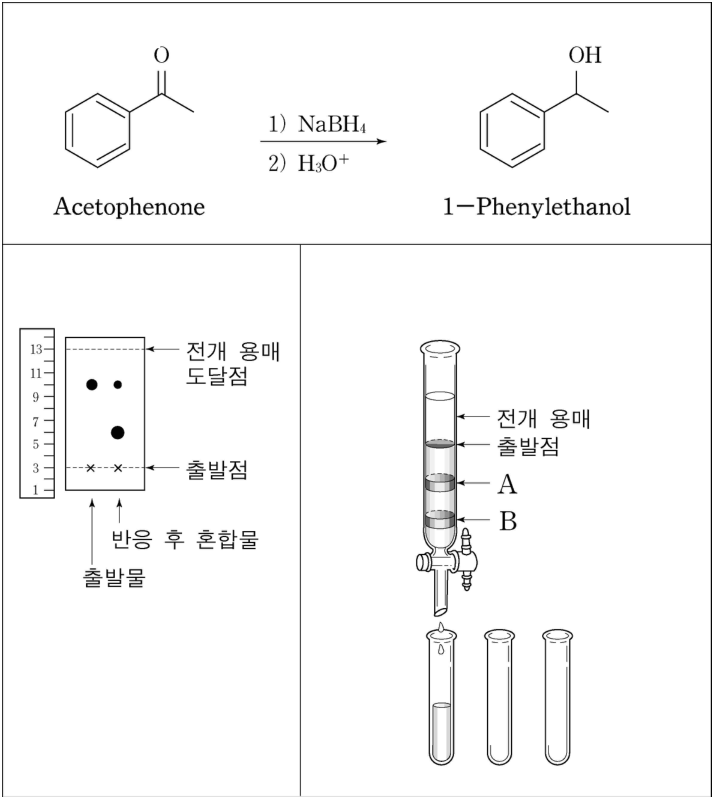 O
OH
1) NaBH₄
2) H₃O⁺
Acetophenone
1-Phenylethanol
13
11
9
7
5
3
1
전개 용매
도달점
출발점
반응 후 혼합물
출발물
전개 용매
출발점
A
B